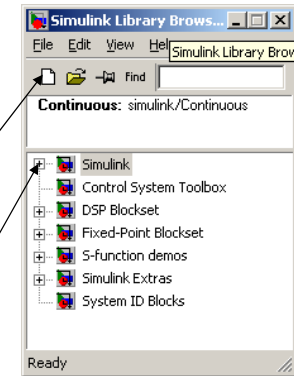 Simulink Library Brows...
File Edit View Hel
Simulink Library Brow
Find
Continuous: simulink/Continuous
Simulink
Control System Toolbox
DSP Blockset
Fixed-Point Blockset
S-function demos
Simulink Extras
System ID Blocks
Ready